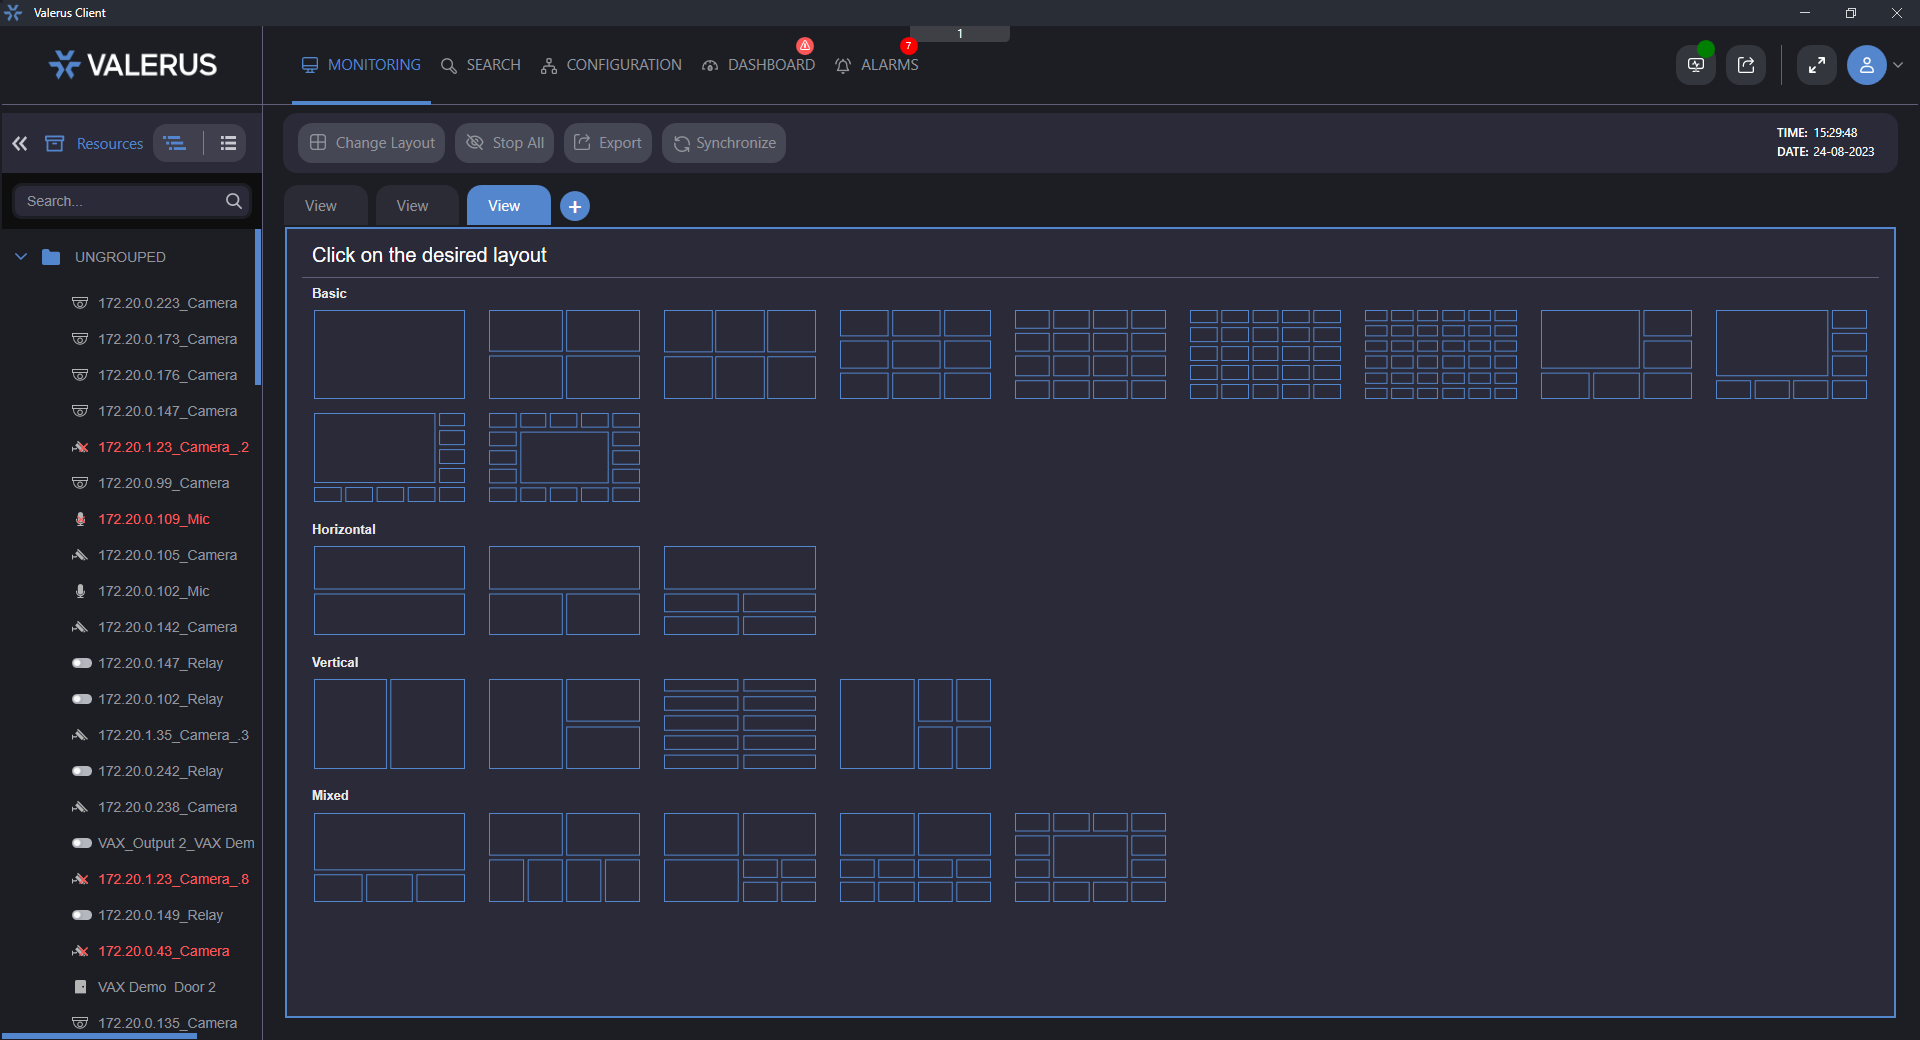 Valerus Client
1
VALERUS
MONITORING
SEARCH
CONFIGURATION
DASHBOARD
7
ALARMS
Resources
Change Layout
Stop All
Export
Synchronize
TIME: 15:29:48
DATE: 24-08-2023
Search...
View
View
View
+
UNGROUPED
172.20.0.223_Camera
172.20.0.173_Camera
172.20.0.176_Camera
172.20.0.147_Camera
172.20.1.23_Camera_.2
172.20.0.99_Camera
172.20.0.109_Mic
172.20.0.105_Camera
172.20.0.102_Mic
172.20.0.142_Camera
172.20.0.147_Relay
172.20.0.102_Relay
172.20.1.35_Camera_.3
172.20.0.242_Relay
172.20.0.238_Camera
VAX_Output 2_VAX Dem
172.20.1.23_Camera_.8
172.20.0.149_Relay
172.20.0.43_Camera
VAX Demo  Door 2
172.20.0.135_Camera
Click on the desired layout
Basic
Horizontal
Vertical
Mixed